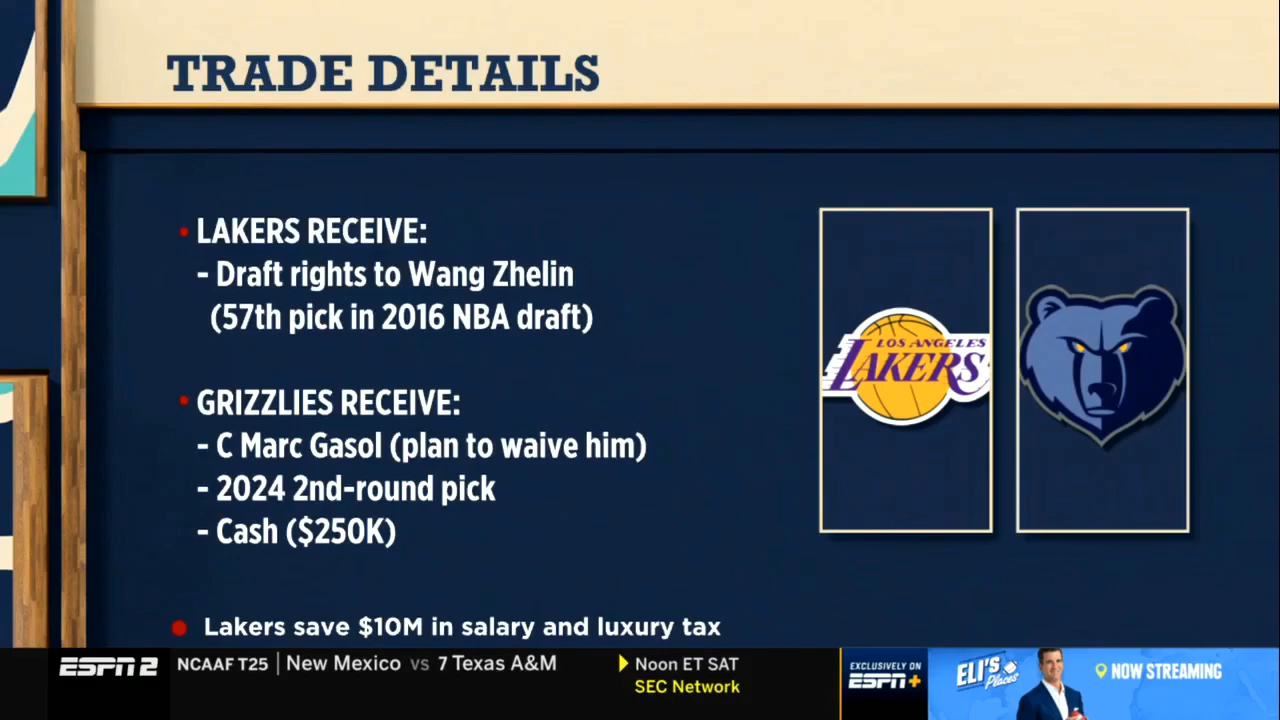 TRADE DETAILS
• LAKERS RECEIVE:
- Draft rights to Wang Zhelin
(57th pick in 2016 NBA draft)
• GRIZZLIES RECEIVE:
- C Marc Gasol (plan to waive him)
- 2024 2nd-round pick
- Cash ($250K)
• Lakers save $10M in salary and luxury tax
LOS ANGELES
LAKERS
ESPN2
NCAAF T25 | New Mexico vs 7 Texas A&M
Noon ET SAT
SEC Network
EXCLUSIVELY ON
ESPN+
ELI'S
Places
NOW STREAMING